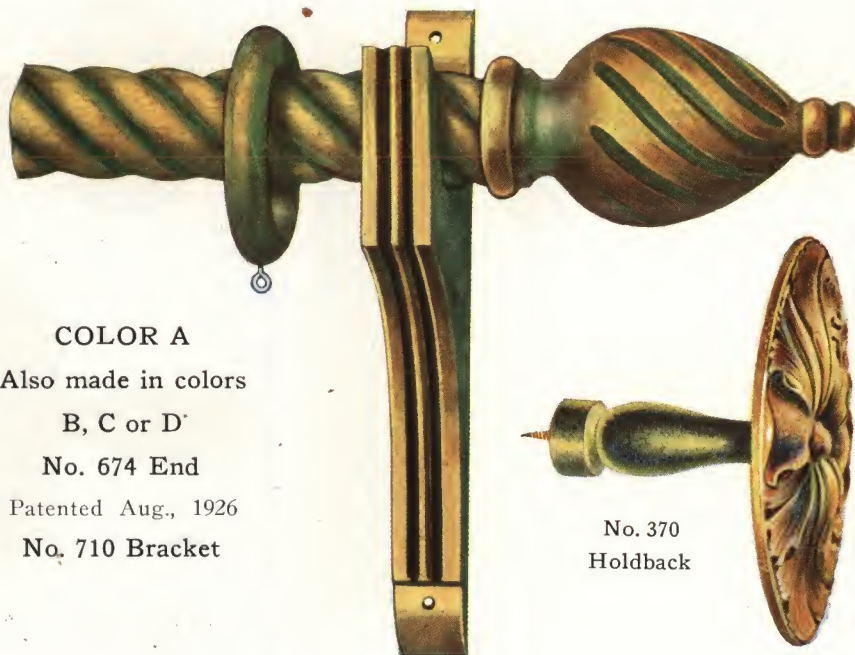 COLOR A
Also made in colors
B, C or D
No. 674 End
Patented Aug., 1926
No. 710 Bracket
No. 370
Holdback